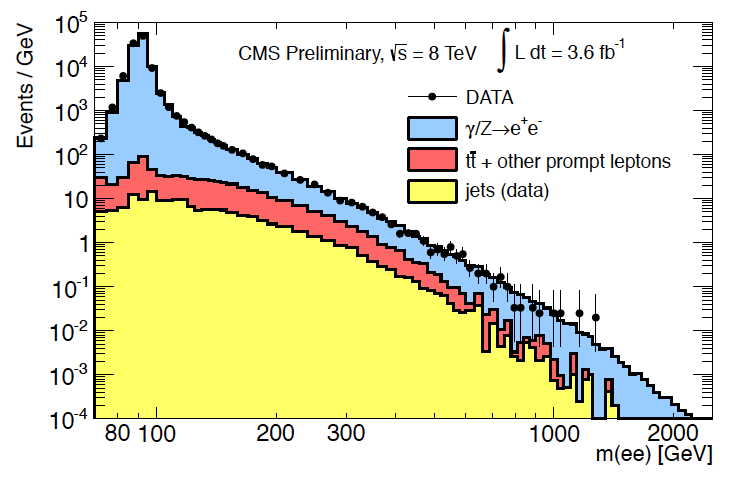 CMS Preliminary, √s = 8 TeV ∫ L dt = 3.6 fb⁻¹
DATA
γ/Z→e⁺e⁻
tt̅ + other prompt leptons
jets (data)
Events / GeV
10⁵
10⁴
10³
10²
10
1
10⁻¹
10⁻²
10⁻³
10⁻⁴
80 100 200 300 1000 2000
m(ee) [GeV]